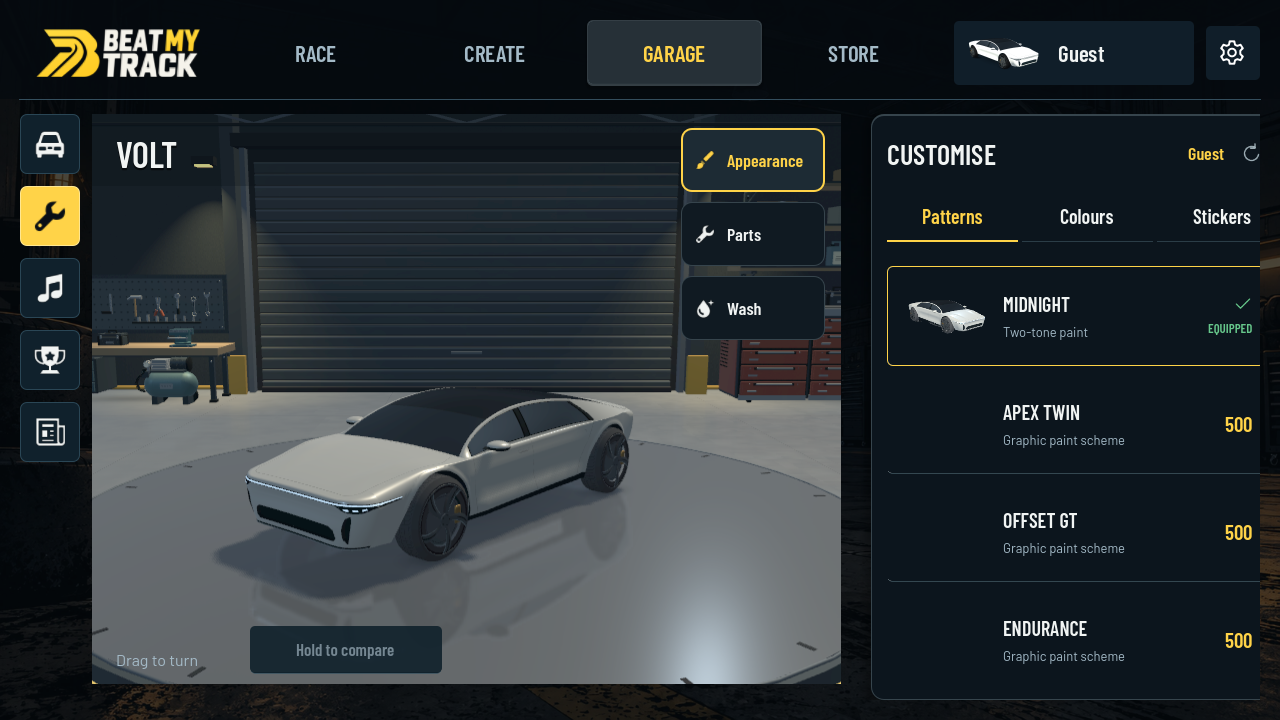 BEATMY
TRACK
RACE
CREATE
GARAGE
STORE
Guest
VOLT
Appearance
Parts
Wash
Drag to turn
Hold to compare
CUSTOMISE
Guest
Patterns
Colours
Stickers
MIDNIGHT
Two-tone paint
EQUIPPED
APEX TWIN
Graphic paint scheme
500
OFFSET GT
Graphic paint scheme
500
ENDURANCE
Graphic paint scheme
500